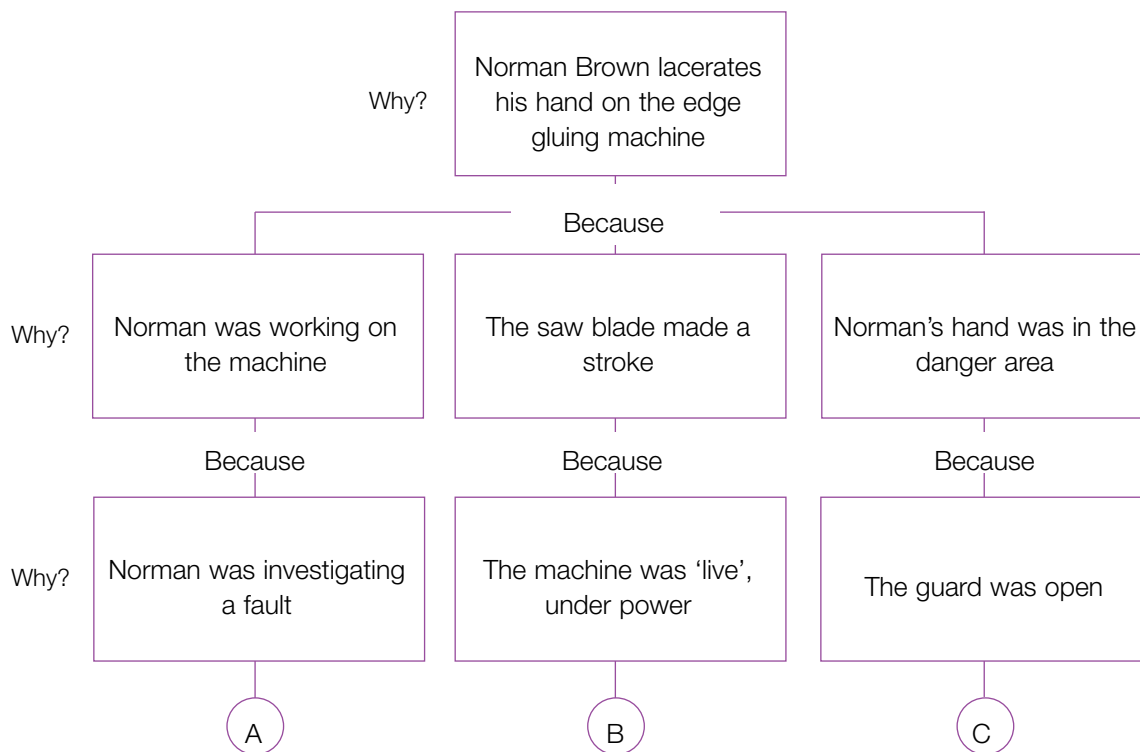 Norman Brown lacerates
his hand on the edge
gluing machine
Why?
Because
Why?
Norman was working on
the machine
The saw blade made a
stroke
Norman’s hand was in the
danger area
Because
Because
Because
Why?
Norman was investigating
a fault
The machine was ‘live’,
under power
The guard was open
A
B
C